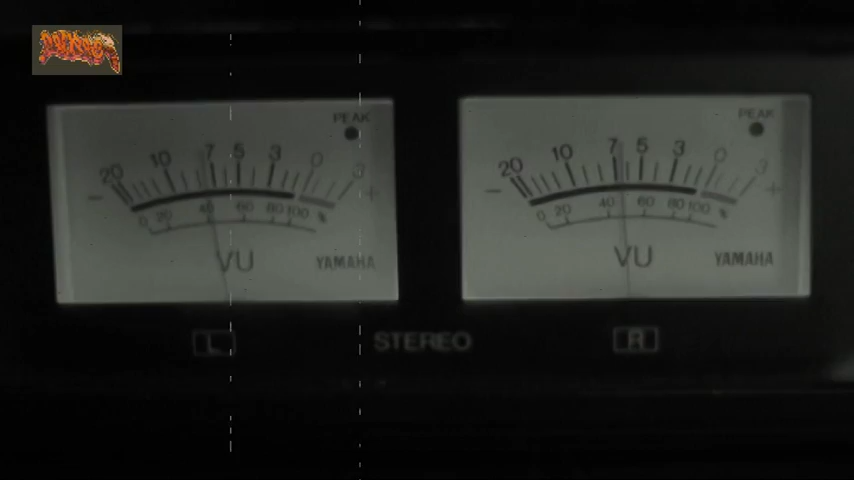 PEAK
20 10 7 5 3 0 3
- +
0 20 40 60 80 100 %
VU
YAMAHA
PEAK
20 10 7 5 3 0 3
- +
0 20 40 60 80 100 %
VU
YAMAHA
L STEREO R